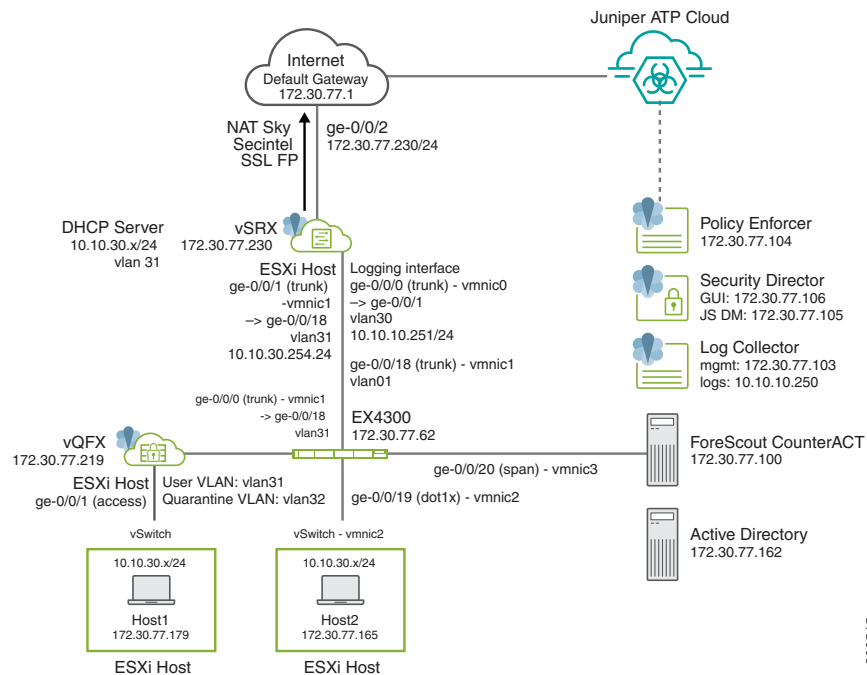 Juniper ATP Cloud
Internet
Default Gateway
172.30.77.1
NAT Sky
Secintel
SSL FP
ge-0/0/2
172.30.77.230/24
DHCP Server
10.10.30.x/24
vlan 31
vSRX
172.30.77.230
Policy Enforcer
172.30.77.104
ESXi Host
ge-0/0/1 (trunk)
-vmnic1
–> ge-0/0/18
vlan31
10.10.30.254.24
Logging interface
ge-0/0/0 (trunk) - vmnic0
–> ge-0/0/1
vlan30
10.10.10.251/24
Security Director
GUI: 172.30.77.106
JS DM: 172.30.77.105
Log Collector
mgmt: 172.30.77.103
logs: 10.10.10.250
ge-0/0/18 (trunk) - vmnic1
vlan01
ge-0/0/0 (trunk) - vmnic1
-> ge-0/0/18
vlan31
EX4300
172.30.77.62
vQFX
172.30.77.219
ForeScout CounterACT
172.30.77.100
ge-0/0/20 (span) - vmnic3
ESXi Host
ge-0/0/1 (access)
User VLAN: vlan31
Quarantine VLAN: vlan32
ge-0/0/19 (dot1x) - vmnic2
Active Directory
172.30.77.162
vSwitch
vSwitch - vmnic2
10.10.30.x/24
Host1
172.30.77.179
ESXi Host
10.10.30.x/24
Host2
172.30.77.165
ESXi Host